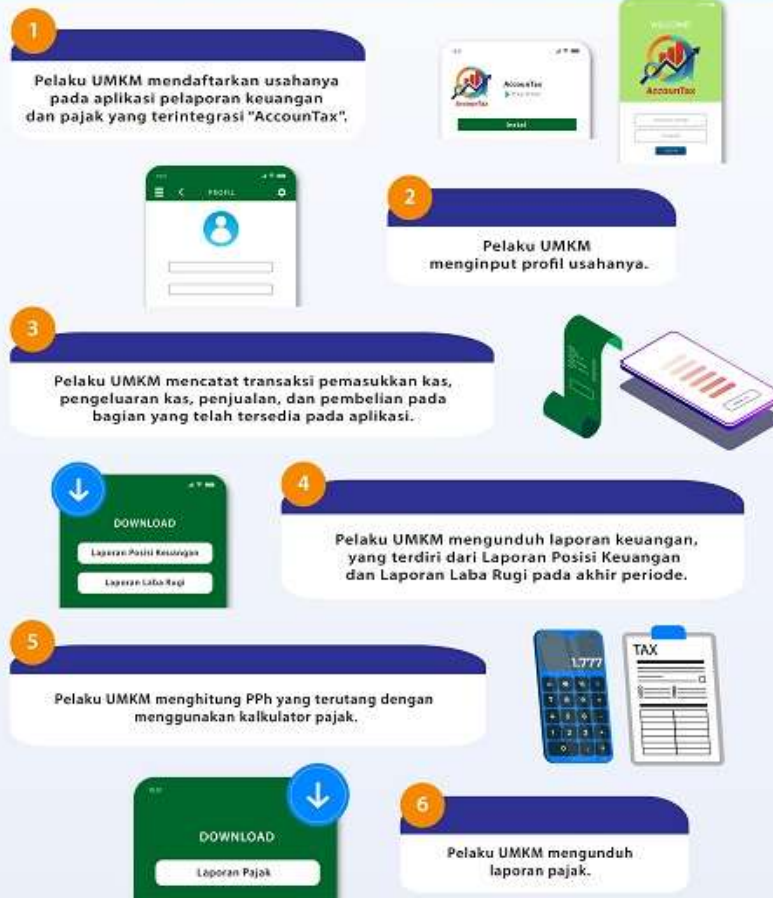 1
Pelaku UMKM mendaftarkan usahanya
pada aplikasi pelaporan keuangan
dan pajak yang terintegrasi "AccounTax".
AccounTax
AccounTax
Install
WELCOME
AccounTax
PROFIL
2
Pelaku UMKM
menginput profil usahanya.
3
Pelaku UMKM mencatat transaksi pemasukkan kas,
pengeluaran kas, penjualan, dan pembelian pada
bagian yang telah tersedia pada aplikasi.
DOWNLOAD
Laporan Posisi Keuangan
Laporan Laba Rugi
4
Pelaku UMKM mengunduh laporan keuangan,
yang terdiri dari Laporan Posisi Keuangan
dan Laporan Laba Rugi pada akhir periode.
5
Pelaku UMKM menghitung PPh yang terutang dengan
menggunakan kalkulator pajak.
1.777
TAX
DOWNLOAD
Laporan Pajak
6
Pelaku UMKM mengunduh
laporan pajak.